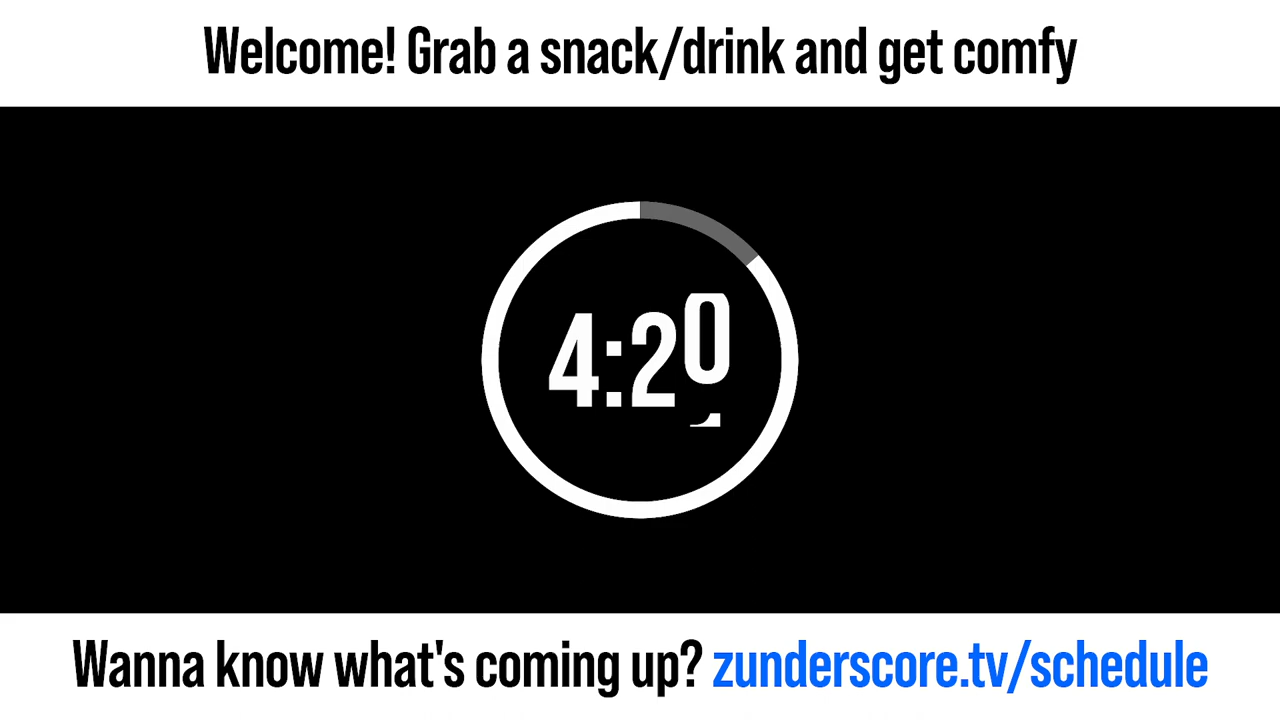 Welcome! Grab a snack/drink and get comfy
4:20
Wanna know what's coming up? zunderscore.tv/schedule